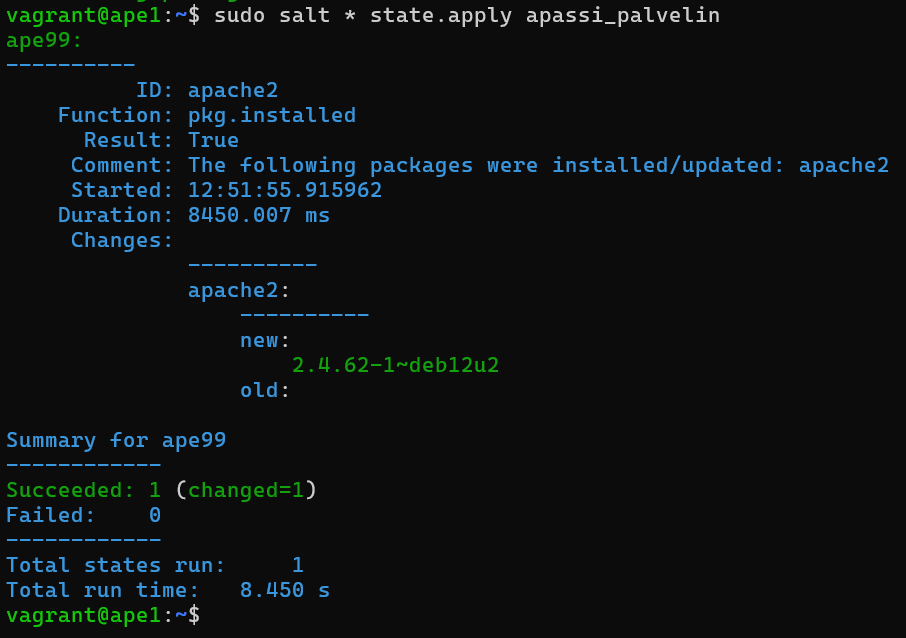 vagrant@ape1:~$ sudo salt * state.apply apassi_palvelin
ape99:
----------
          ID: apache2
    Function: pkg.installed
      Result: True
     Comment: The following packages were installed/updated: apache2
     Started: 12:51:55.915962
    Duration: 8450.007 ms
     Changes:
              ----------
              apache2:
                  ----------
                  new:
                      2.4.62-1~deb12u2
                  old:

Summary for ape99
------------
Succeeded: 1 (changed=1)
Failed:    0
------------
Total states run:     1
Total run time:   8.450 s
vagrant@ape1:~$